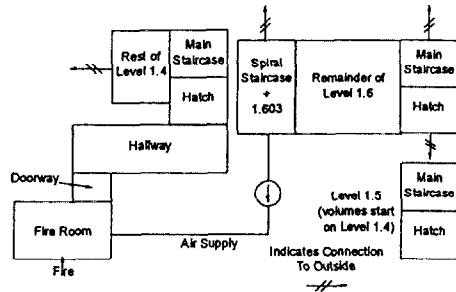 Rest of
Level 1.4
Main
Staircase
Hatch
Spiral
Staircase
+
1.603
Remainder of
Level 1.6
Main
Staircase
Hatch
Hallway
Doorway
Fire Room
Fire
Air Supply
Level 1.5
(volumes start
on Level 1.4)
Main
Staircase
Hatch
Indicates Connection
To Outside